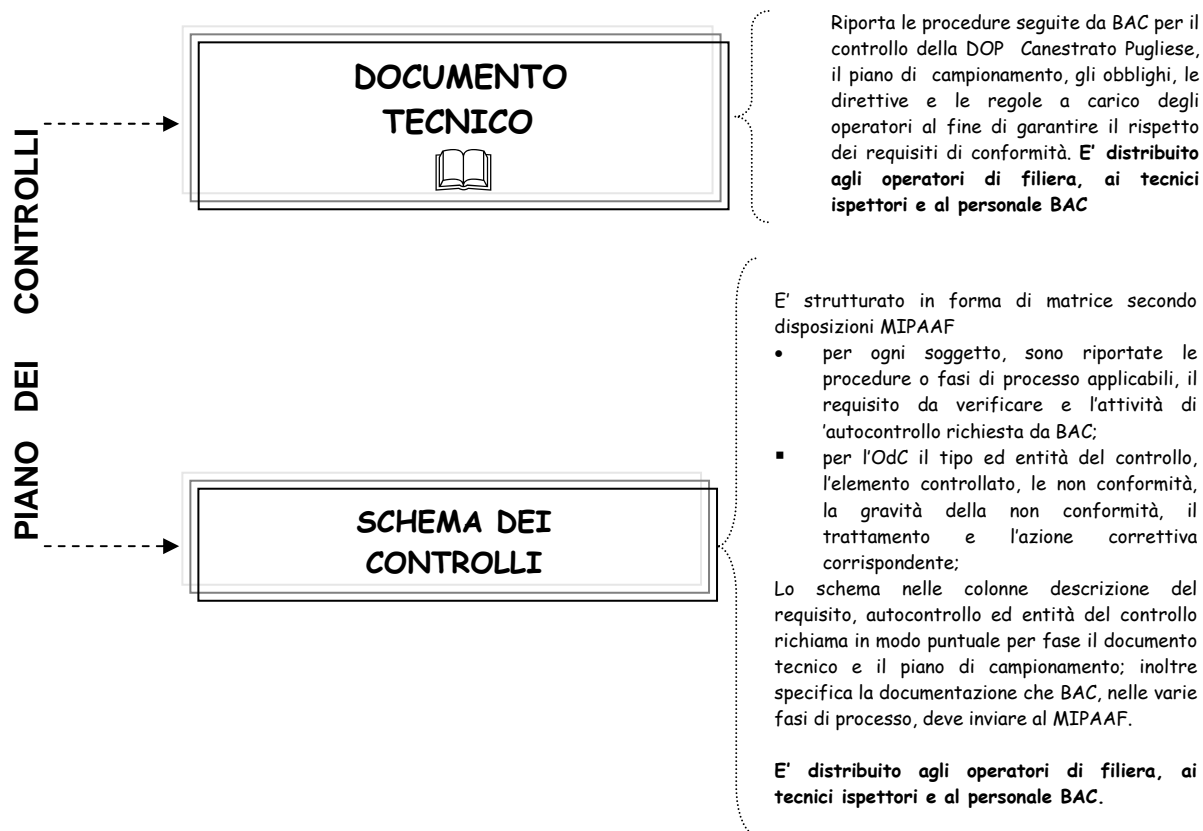 PIANO DEI CONTROLLI
DOCUMENTO
TECNICO
Riporta le procedure seguite da BAC per il
controllo della DOP Canestrato Pugliese,
il piano di campionamento, gli obblighi, le
direttive e le regole a carico degli
operatori al fine di garantire il rispetto
dei requisiti di conformità. E' distribuito
agli operatori di filiera, ai tecnici
ispettori e al personale BAC
SCHEMA DEI
CONTROLLI
E' strutturato in forma di matrice secondo
disposizioni MIPAAF
• per ogni soggetto, sono riportate le
procedure o fasi di processo applicabili, il
requisito da verificare e l'attività di
'autocontrollo richiesta da BAC;
▪ per l'OdC il tipo ed entità del controllo,
l'elemento controllato, le non conformità,
la gravità della non conformità, il
trattamento e l'azione correttiva
corrispondente;
Lo schema nelle colonne descrizione del
requisito, autocontrollo ed entità del controllo
richiama in modo puntuale per fase il documento
tecnico e il piano di campionamento; inoltre
specifica la documentazione che BAC, nelle varie
fasi di processo, deve inviare al MIPAAF.
E' distribuito agli operatori di filiera, ai
tecnici ispettori e al personale BAC.